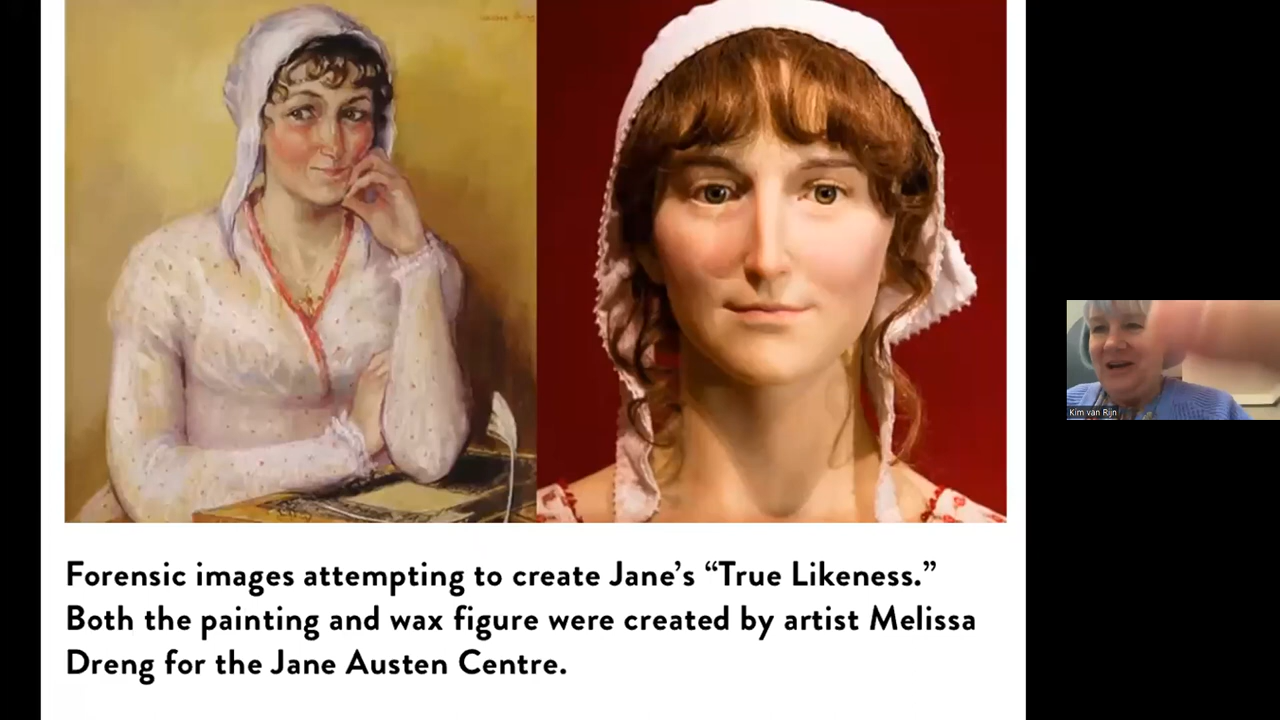 Forensic images attempting to create Jane’s “True Likeness.”
Both the painting and wax figure were created by artist Melissa
Dreng for the Jane Austen Centre.
Kim van Rijn